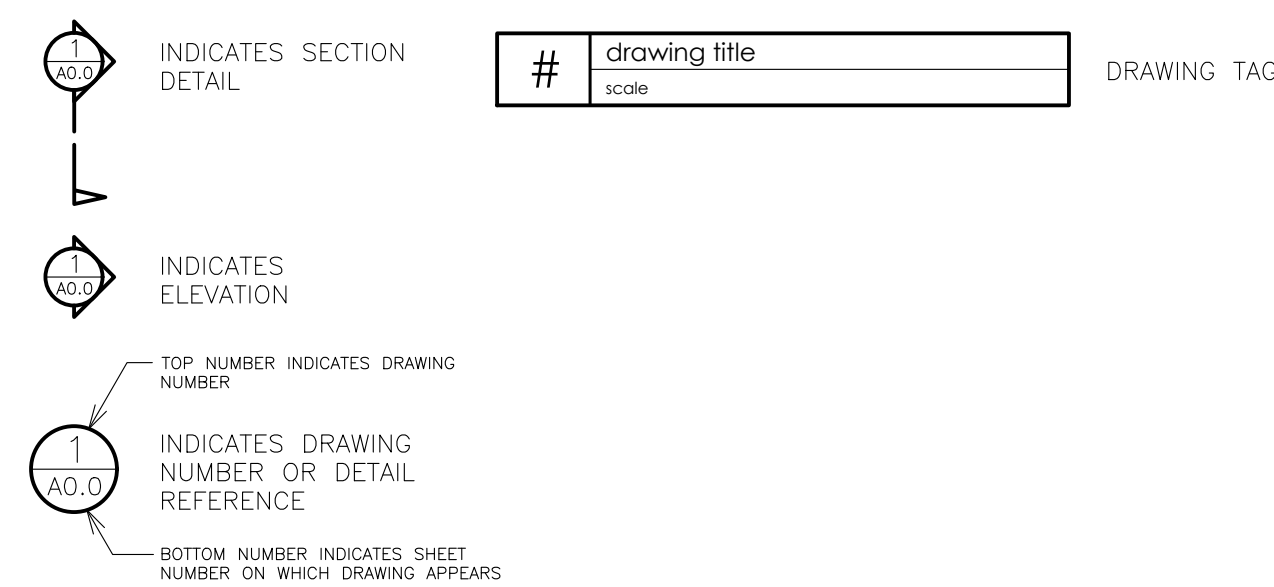 1
A0.0
INDICATES SECTION
DETAIL
#
drawing title
scale
DRAWING TAG
1
A0.0
INDICATES
ELEVATION
TOP NUMBER INDICATES DRAWING
NUMBER
1
A0.0
INDICATES DRAWING
NUMBER OR DETAIL
REFERENCE
BOTTOM NUMBER INDICATES SHEET
NUMBER ON WHICH DRAWING APPEARS